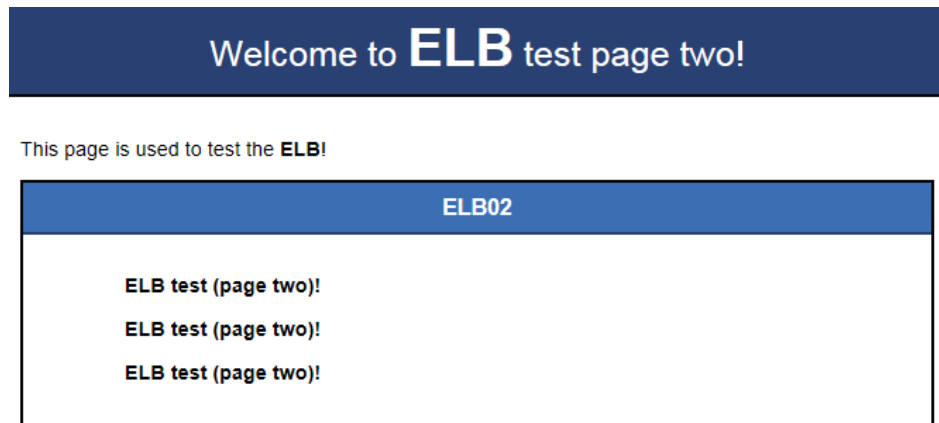 Welcome to ELB test page two!
This page is used to test the ELB!
ELB02
ELB test (page two)!
ELB test (page two)!
ELB test (page two)!